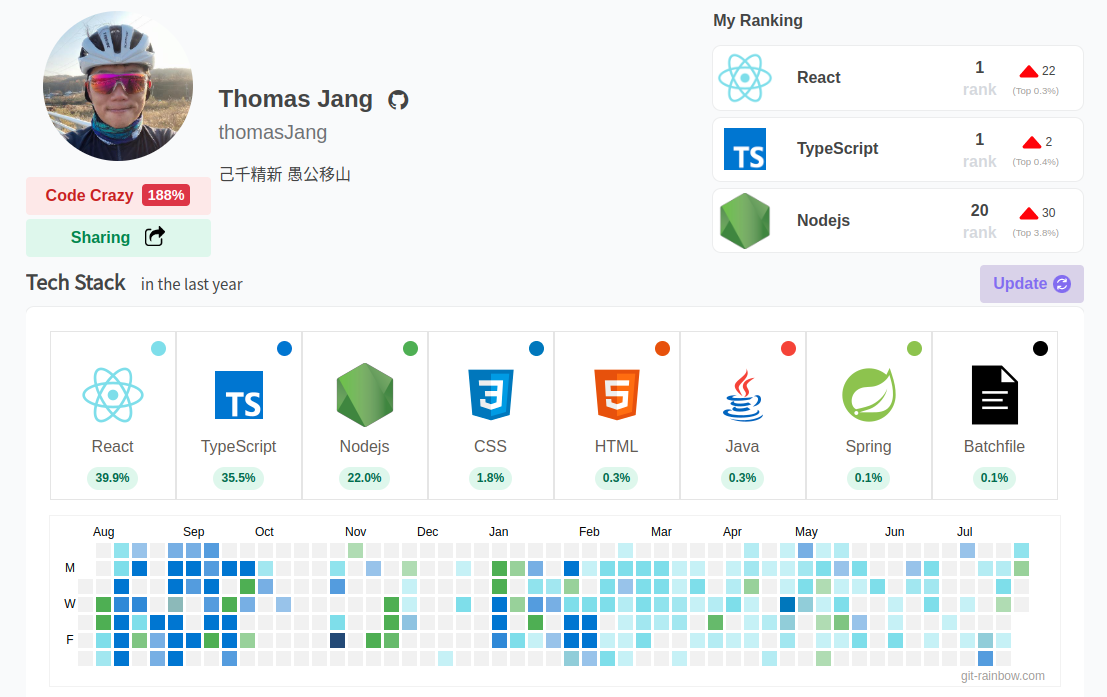 My Ranking
React
1
rank
22
(Top 0.3%)
TS
TypeScript
1
rank
2
(Top 0.4%)
Nodejs
20
rank
30
(Top 3.8%)
Thomas Jang
thomasJang
己千精新 愚公移山
Code Crazy 188%
Sharing
Tech Stack in the last year
Update
TS
3
5
React TypeScript Nodejs CSS HTML Java Spring Batchfile
39.9% 35.5% 22.0% 1.8% 0.3% 0.3% 0.1% 0.1%
Aug Sep Oct Nov Dec Jan Feb Mar Apr May Jun Jul
M
W
F
git-rainbow.com